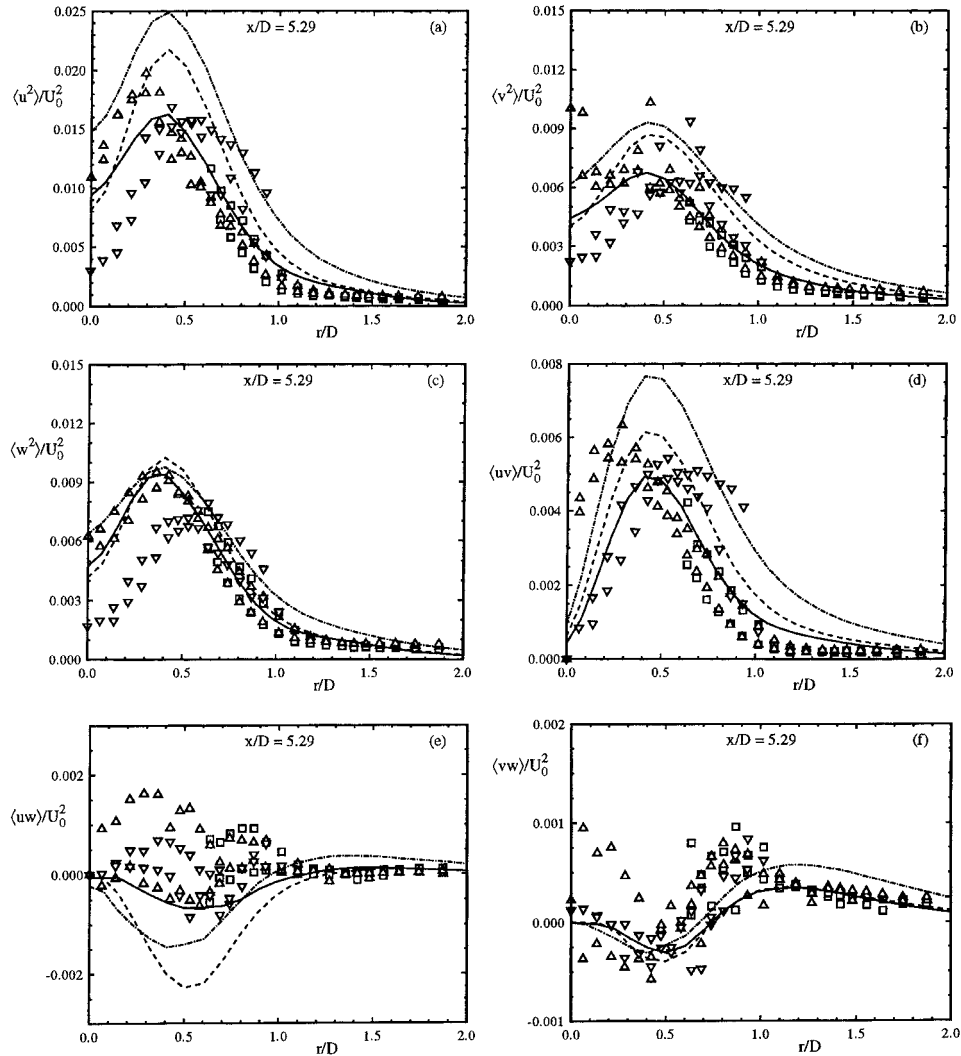 x/D = 5.29 (a)
0.025
0.020
⟨u²⟩/U₀²
0.015
0.010
0.005
0.000
0.0 0.5 1.0 1.5 2.0
r/D
x/D = 5.29 (b)
0.015
0.012
⟨v²⟩/U₀²
0.009
0.006
0.003
0.000
0.0 0.5 1.0 1.5 2.0
r/D
x/D = 5.29 (c)
0.015
0.012
⟨w²⟩/U₀²
0.009
0.006
0.003
0.000
0.0 0.5 1.0 1.5 2.0
r/D
x/D = 5.29 (d)
0.008
0.006
⟨uv⟩/U₀²
0.004
0.002
0.000
0.0 0.5 1.0 1.5 2.0
r/D
x/D = 5.29 (e)
0.002
⟨uw⟩/U₀²
0.000
-0.002
0.0 0.5 1.0 1.5 2.0
r/D
x/D = 5.29 (f)
0.002
⟨vw⟩/U₀²
0.001
0.000
-0.001
0.0 0.5 1.0 1.5 2.0
r/D